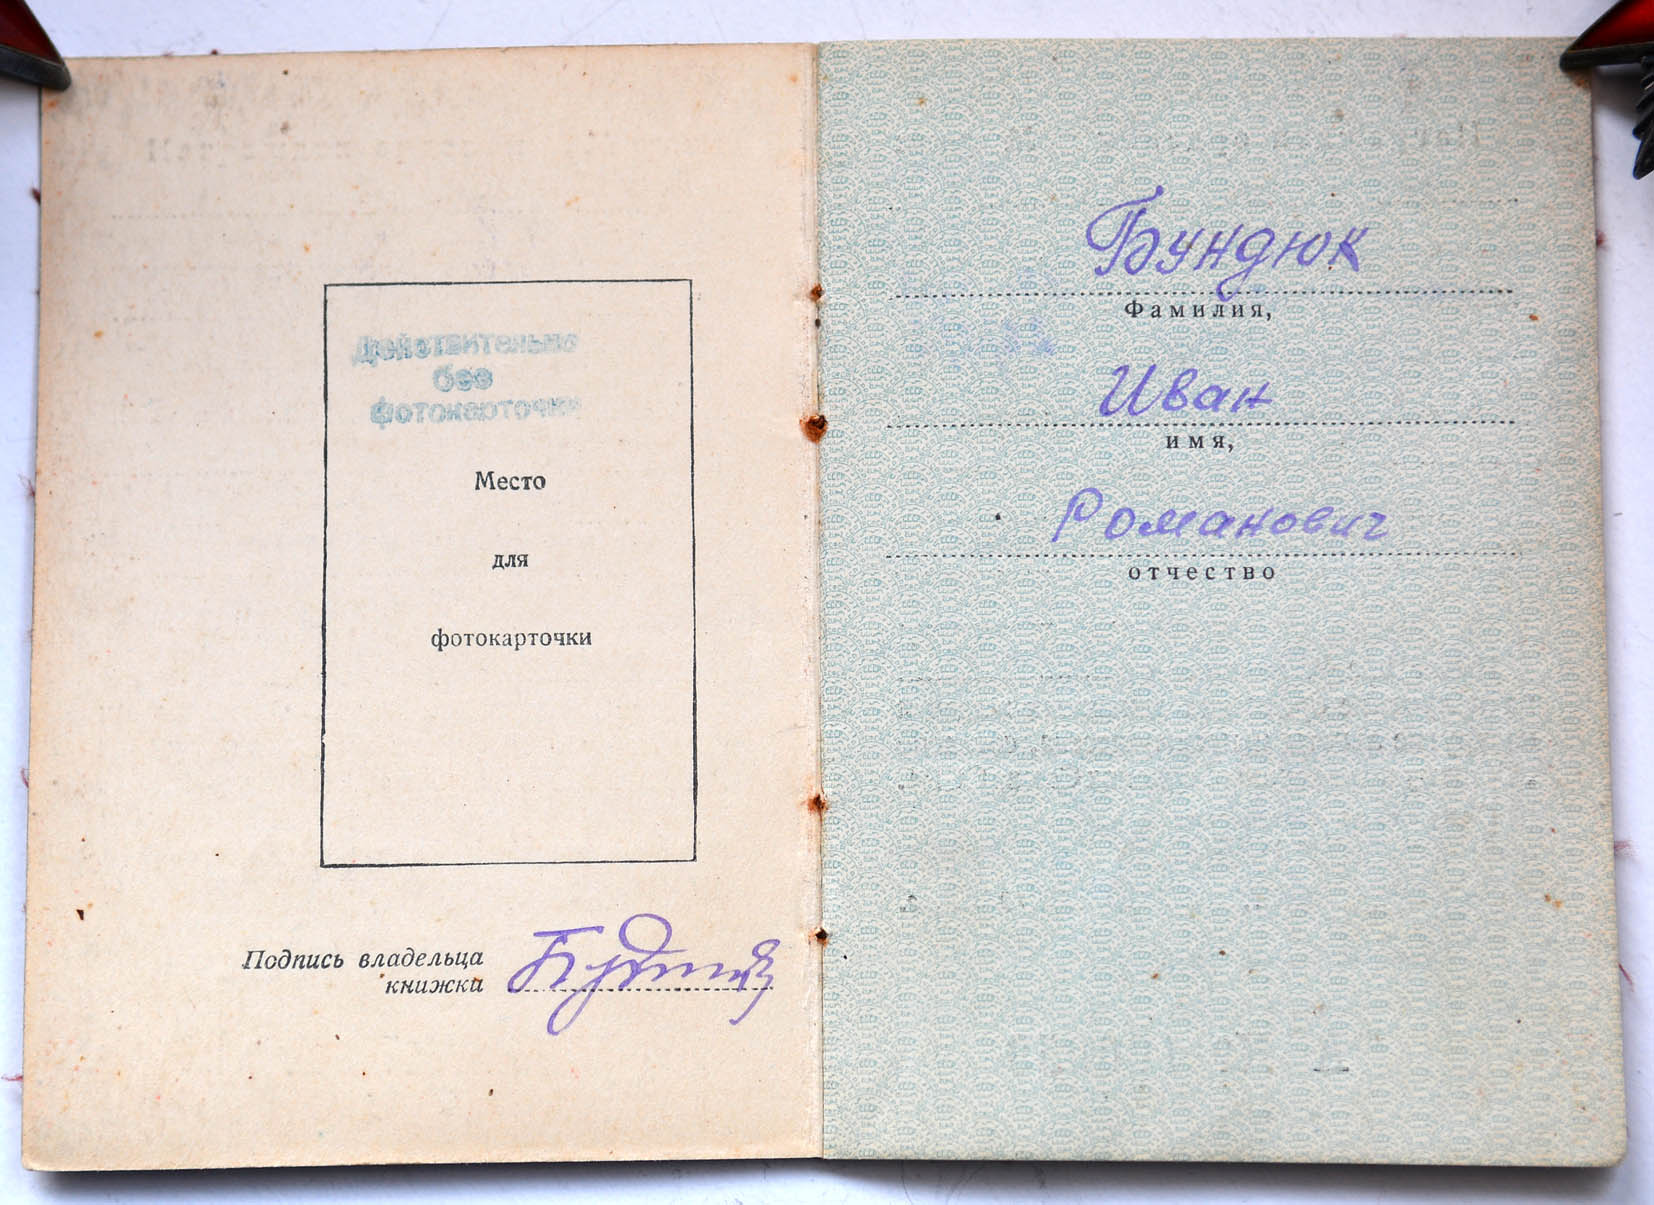 Действительно
без
фотокарточки
Место
для
фотокарточки
Подпись владельца
книжки
Бундюк
Фамилия,
Иван
имя,
Романович
отчество